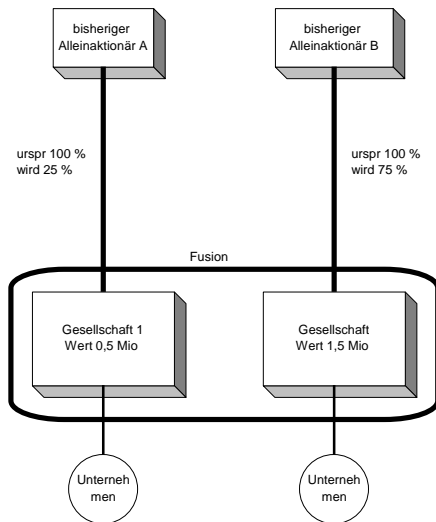 bisheriger
Alleinaktionär A
bisheriger
Alleinaktionär B
urspr 100 %
wird 25 %
urspr 100 %
wird 75 %
Fusion
Gesellschaft 1
Wert 0,5 Mio
Gesellschaft
Wert 1,5 Mio
Unterneh
men
Unterneh
men